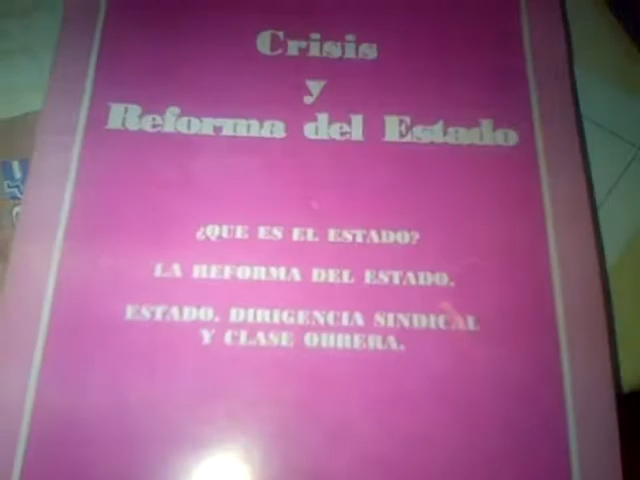 Crisis
y
Reforma del Estado
¿QUE ES EL ESTADO?
LA REFORMA DEL ESTADO.
ESTADO. DIRIGENCIA SINDICAL
Y CLASE OBRERA.